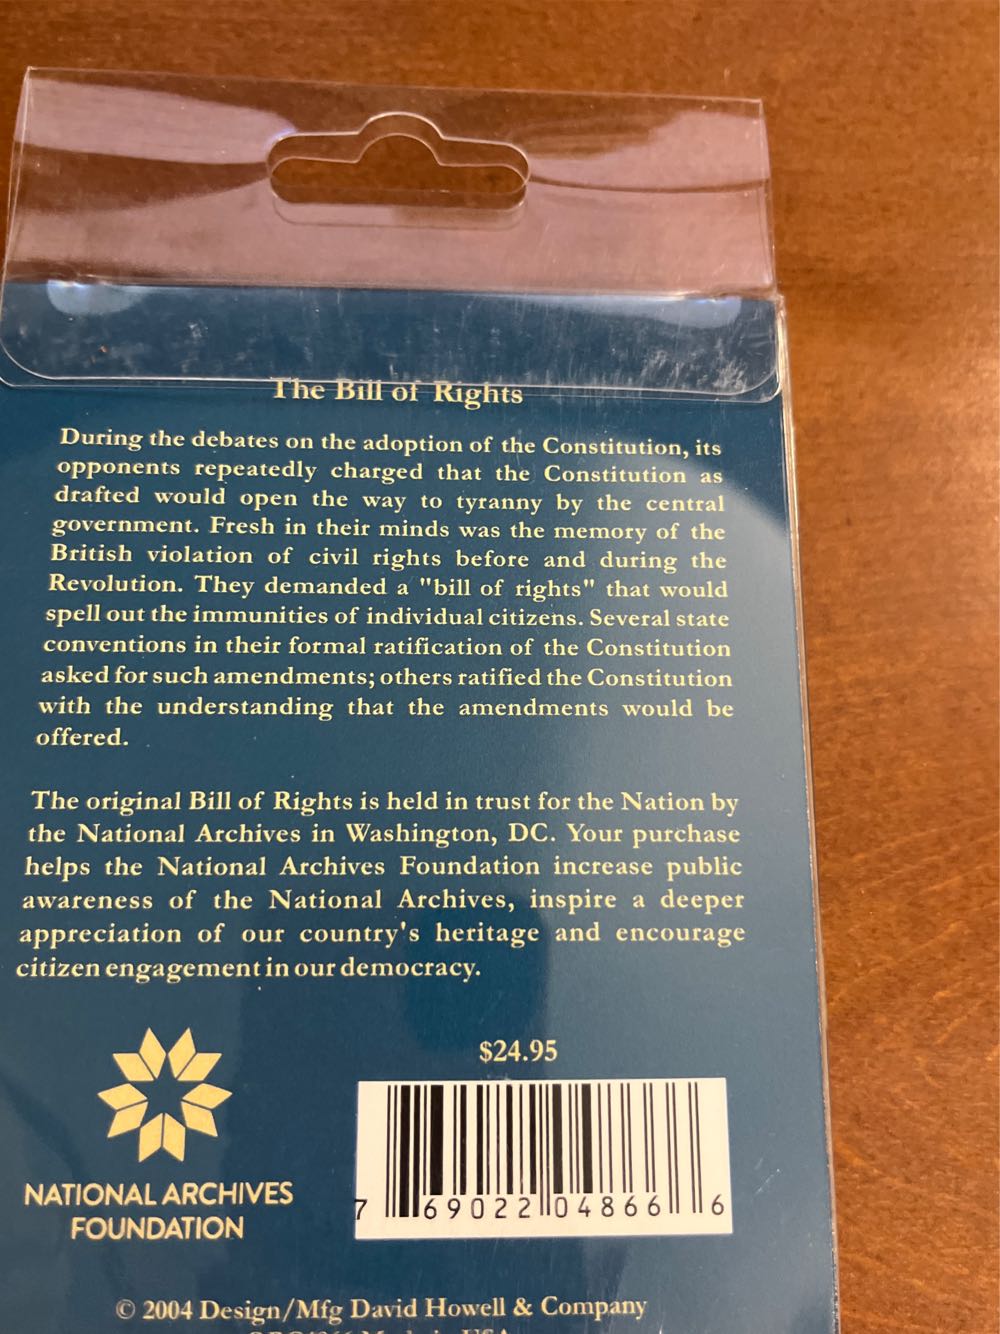 The Bill of Rights
During the debates on the adoption of the Constitution, its
opponents repeatedly charged that the Constitution as
drafted would open the way to tyranny by the central
government. Fresh in their minds was the memory of the
British violation of civil rights before and during the
Revolution. They demanded a "bill of rights" that would
spell out the immunities of individual citizens. Several state
conventions in their formal ratification of the Constitution
asked for such amendments; others ratified the Constitution
with the understanding that the amendments would be
offered.
The original Bill of Rights is held in trust for the Nation by
the National Archives in Washington, DC. Your purchase
helps the National Archives Foundation increase public
awareness of the National Archives, inspire a deeper
appreciation of our country's heritage and encourage
citizen engagement in our democracy.
$24.95
7 69022 04866 6
NATIONAL ARCHIVES
FOUNDATION
© 2004 Design/Mfg David Howell & Company
Made in USA